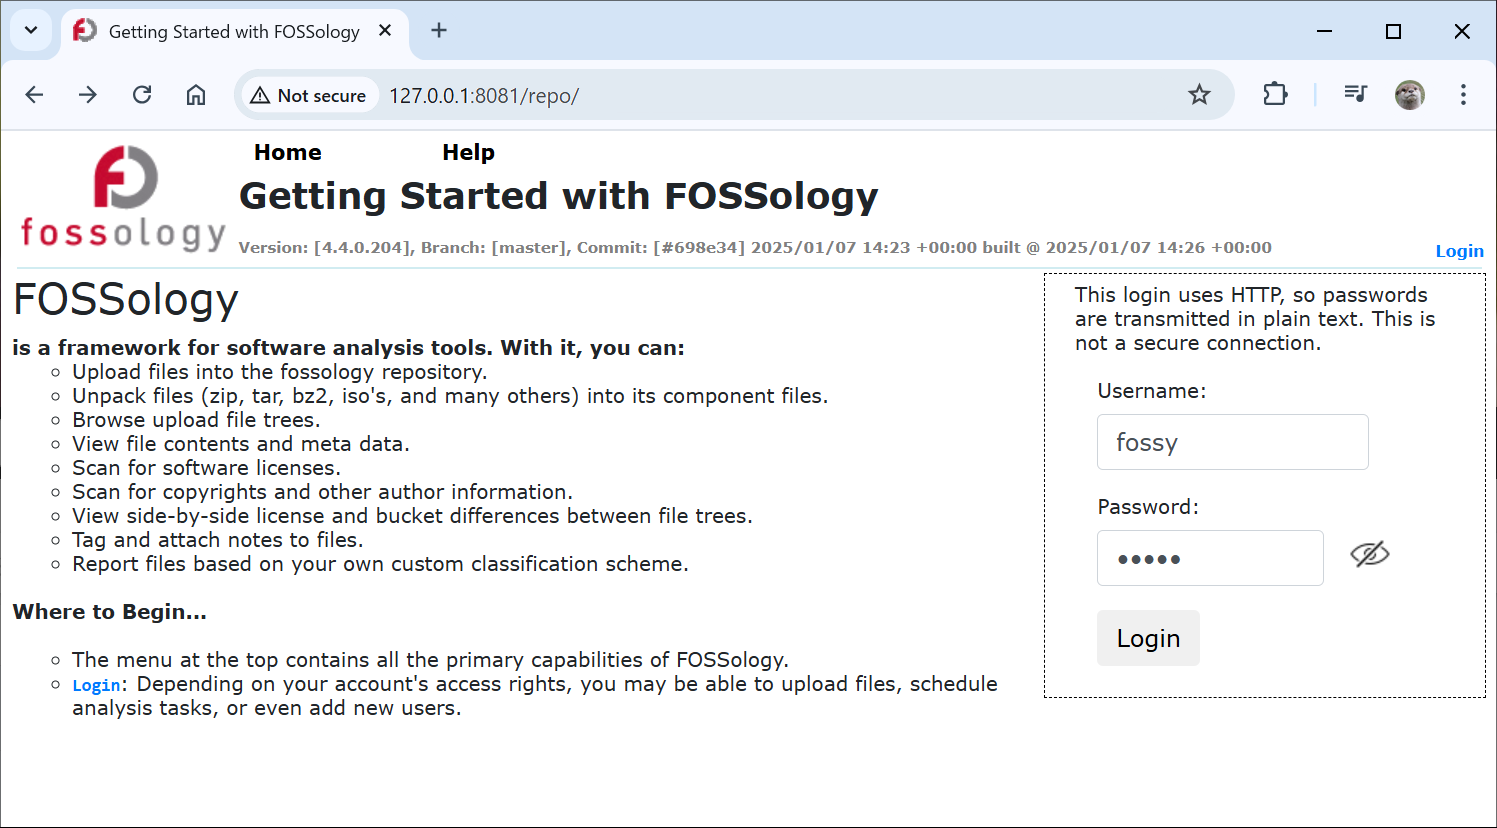 Getting Started with FOSSology
Not secure
127.0.0.1:8081/repo/
fossology
Home
Help
Getting Started with FOSSology
Version: [4.4.0.204], Branch: [master], Commit: [#698e34] 2025/01/07 14:23 +00:00 built @ 2025/01/07 14:26 +00:00
Login
FOSSology
is a framework for software analysis tools. With it, you can:
Upload files into the fossology repository.
Unpack files (zip, tar, bz2, iso's, and many others) into its component files.
Browse upload file trees.
View file contents and meta data.
Scan for software licenses.
Scan for copyrights and other author information.
View side-by-side license and bucket differences between file trees.
Tag and attach notes to files.
Report files based on your own custom classification scheme.
Where to Begin...
The menu at the top contains all the primary capabilities of FOSSology.
Login: Depending on your account's access rights, you may be able to upload files, schedule
analysis tasks, or even add new users.
This login uses HTTP, so passwords
are transmitted in plain text. This is
not a secure connection.
Username:
fossy
Password:
•••••
Login